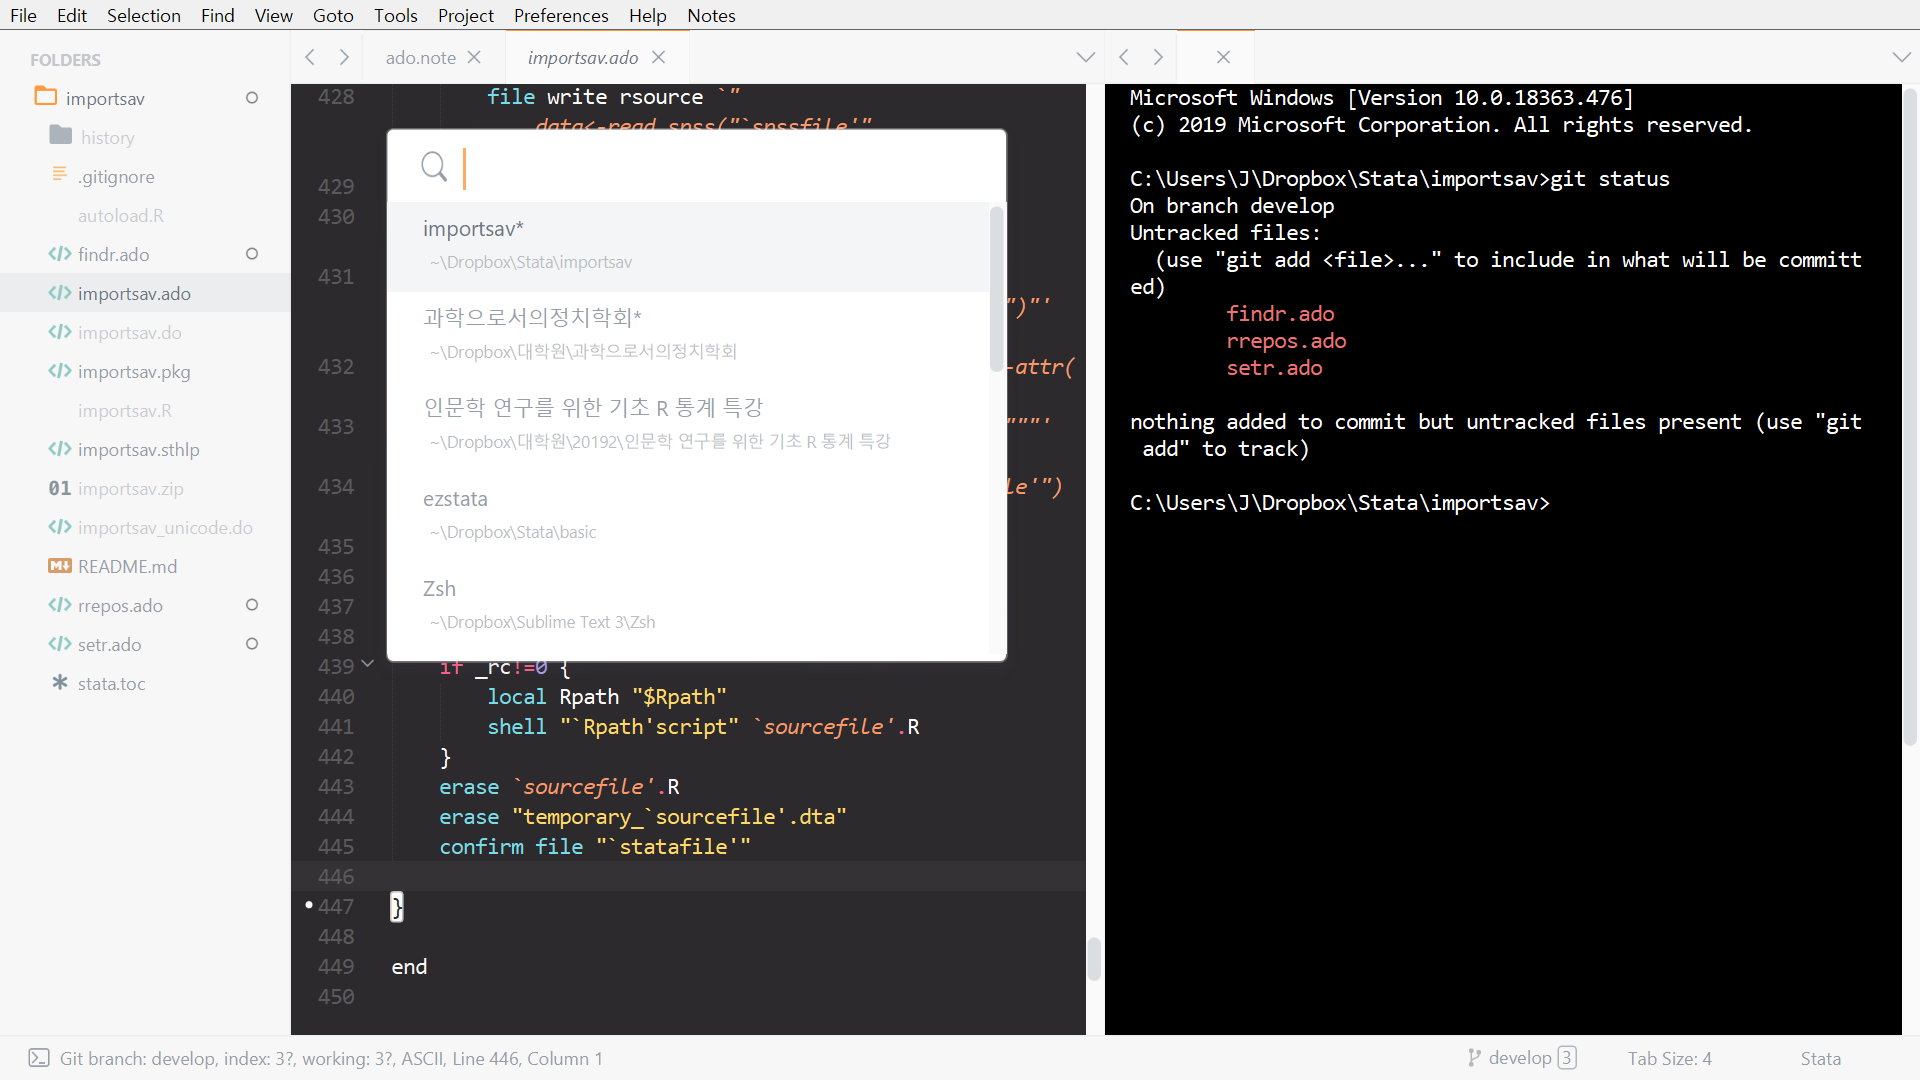 File Edit Selection Find View Goto Tools Project Preferences Help Notes
FOLDERS
importsav
history
.gitignore
autoload.R
findr.ado
importsav.ado
importsav.do
importsav.pkg
importsav.R
importsav.sthlp
01 importsav.zip
importsav_unicode.do
M↓ README.md
rrepos.ado
setr.ado
* stata.toc
ado.note
importsav.ado
428 file write rsource `"
data<-read.spss("`spssfile'"
429
430
431
")"'
432 -attr(
433 """'
434 le'")
435
436
437
438
439 if _rc!=0 {
440 local Rpath "$Rpath"
441 shell "`Rpath'script" `sourcefile'.R
442 }
443 erase `sourcefile'.R
444 erase "temporary_`sourcefile'.dta"
445 confirm file "`statafile'"
446
447 }
448
449 end
450
importsav*
~\Dropbox\Stata\importsav
과학으로서의정치학회*
~\Dropbox\대학원\과학으로서의정치학회
인문학 연구를 위한 기초 R 통계 특강
~\Dropbox\대학원\20192\인문학 연구를 위한 기초 R 통계 특강
ezstata
~\Dropbox\Stata\basic
Zsh
~\Dropbox\Sublime Text 3\Zsh
Microsoft Windows [Version 10.0.18363.476]
(c) 2019 Microsoft Corporation. All rights reserved.
C:\Users\J\Dropbox\Stata\importsav>git status
On branch develop
Untracked files:
(use "git add <file>..." to include in what will be committ
ed)
findr.ado
rrepos.ado
setr.ado
nothing added to commit but untracked files present (use "git
add" to track)
C:\Users\J\Dropbox\Stata\importsav>
Git branch: develop, index: 3?, working: 3?, ASCII, Line 446, Column 1
develop 3 Tab Size: 4 Stata